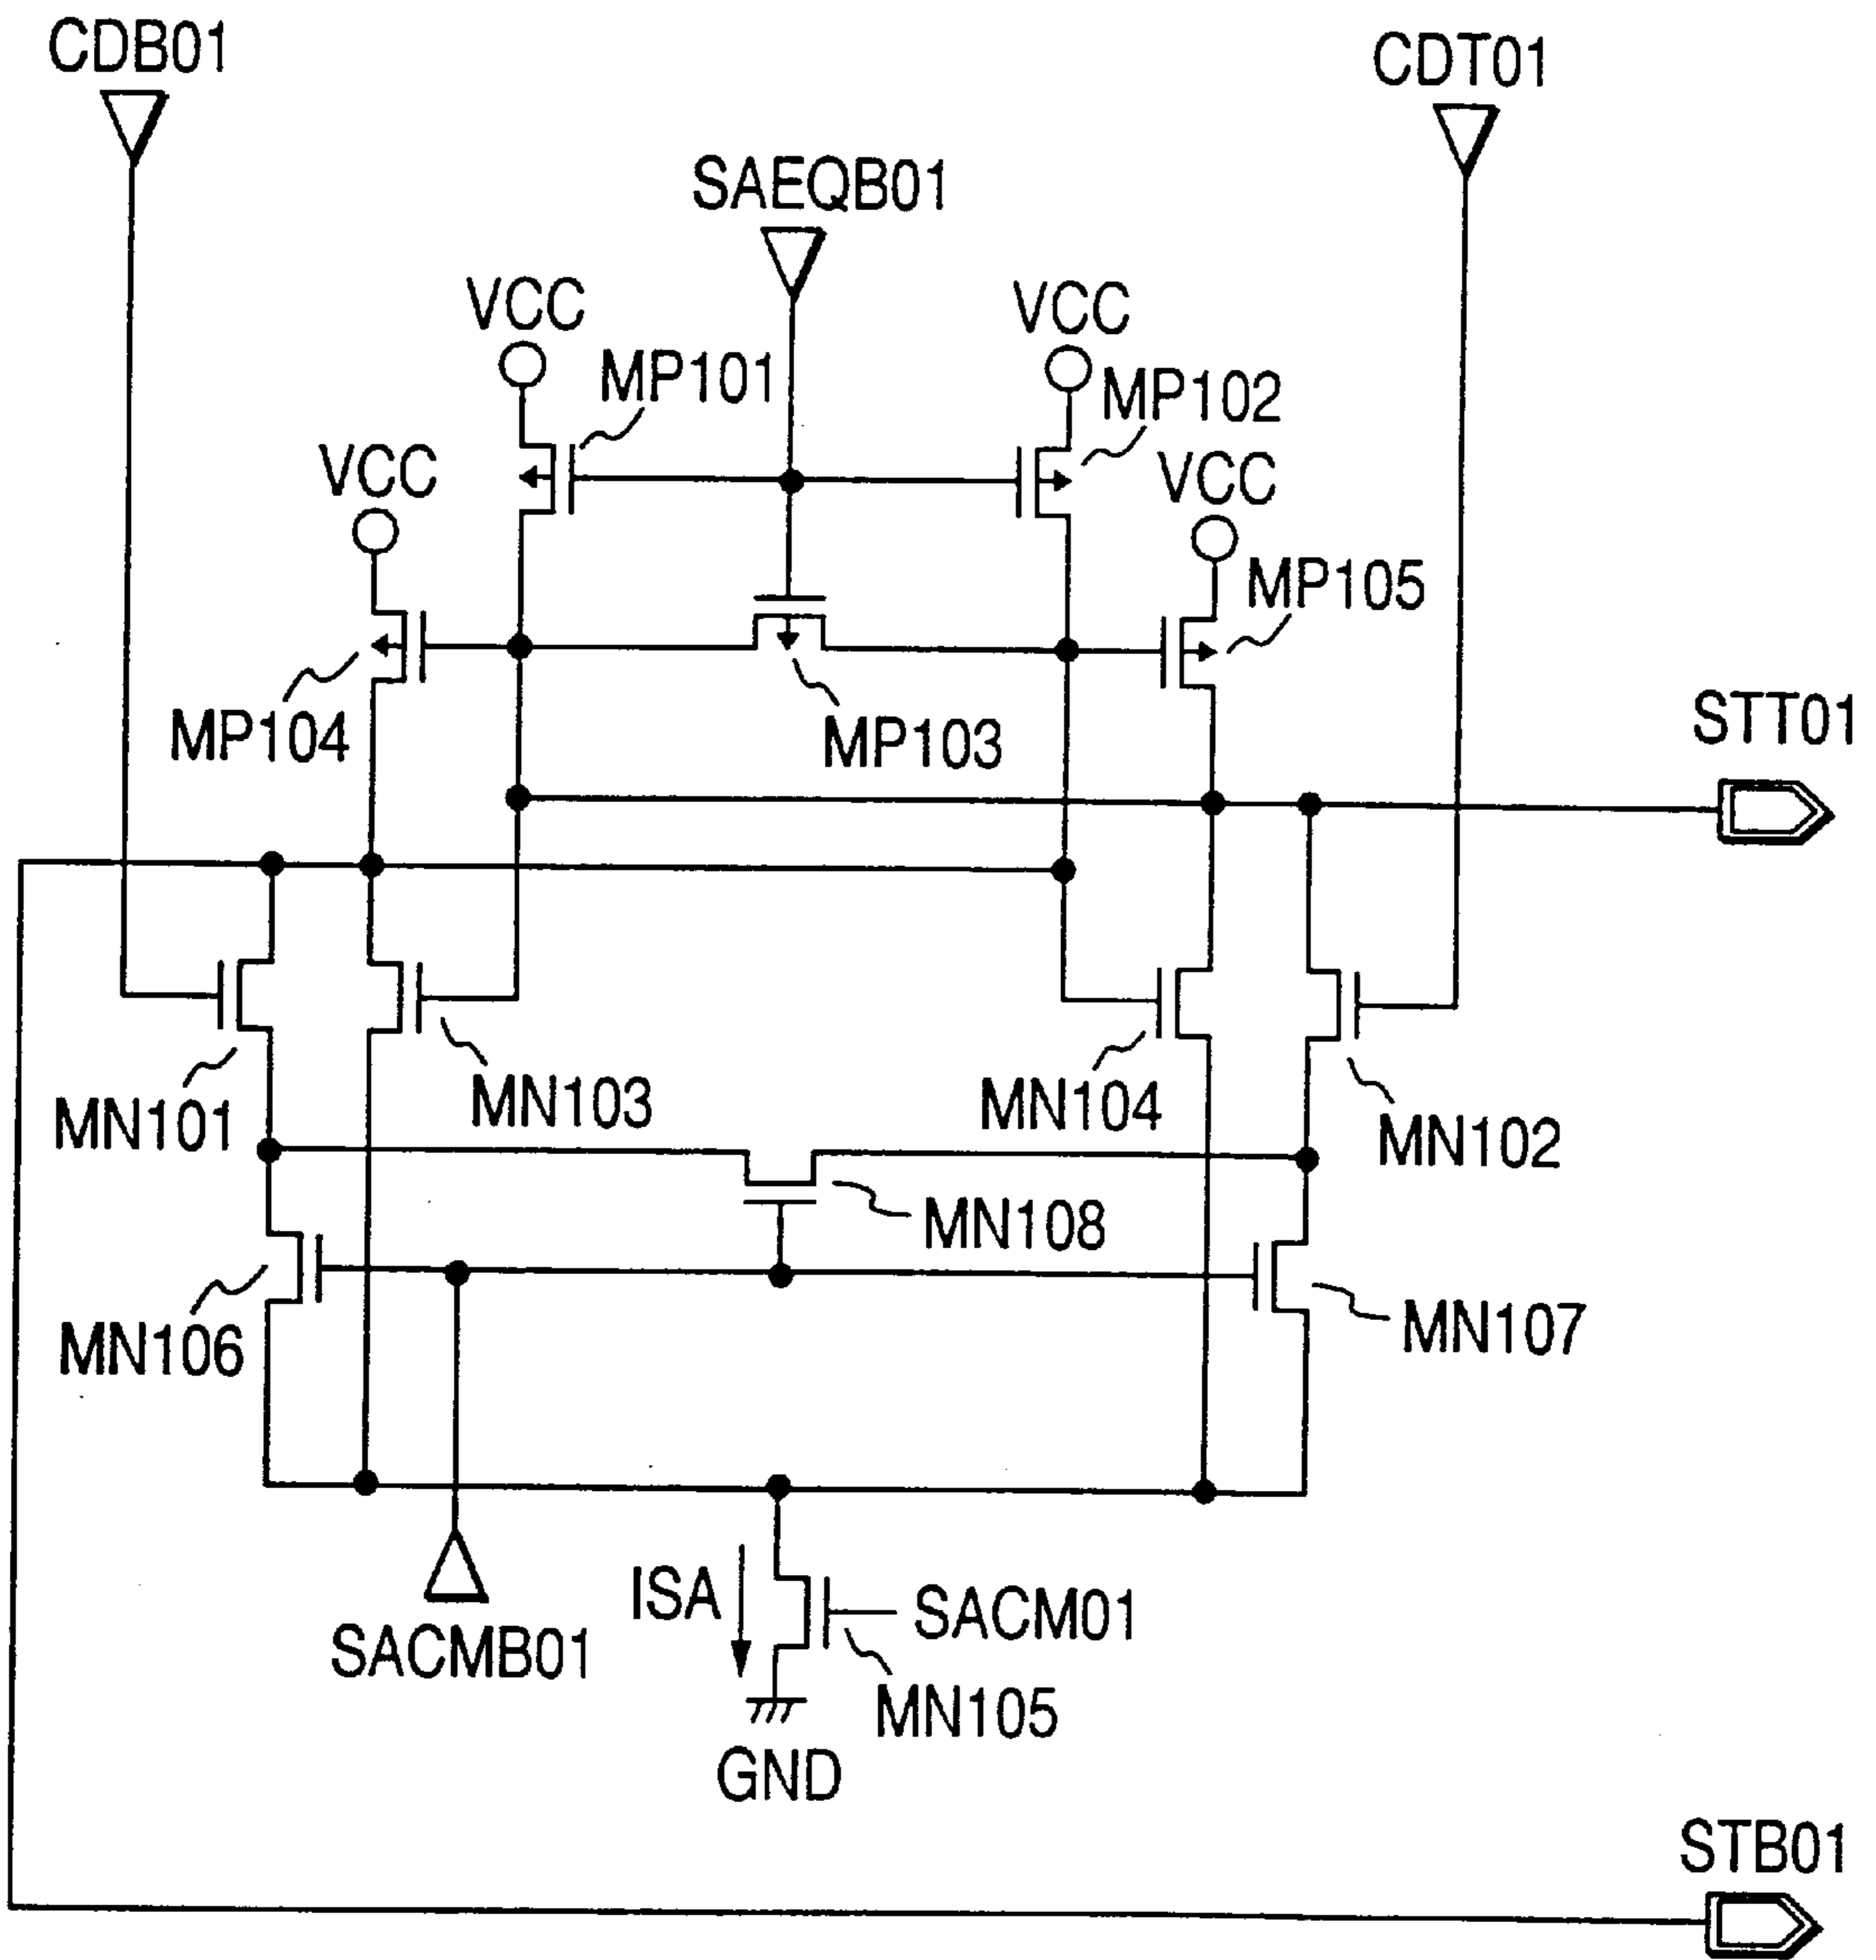 CDB01
CDT01
SAEQB01
VCC
VCC
MP101
MP102
VCC
VCC
MP105
MP104
MP103
STT01
MN101
MN103
MN104
MN102
MN108
MN106
MN107
ISA
SACM01
SACMB01
MN105
GND
STB01